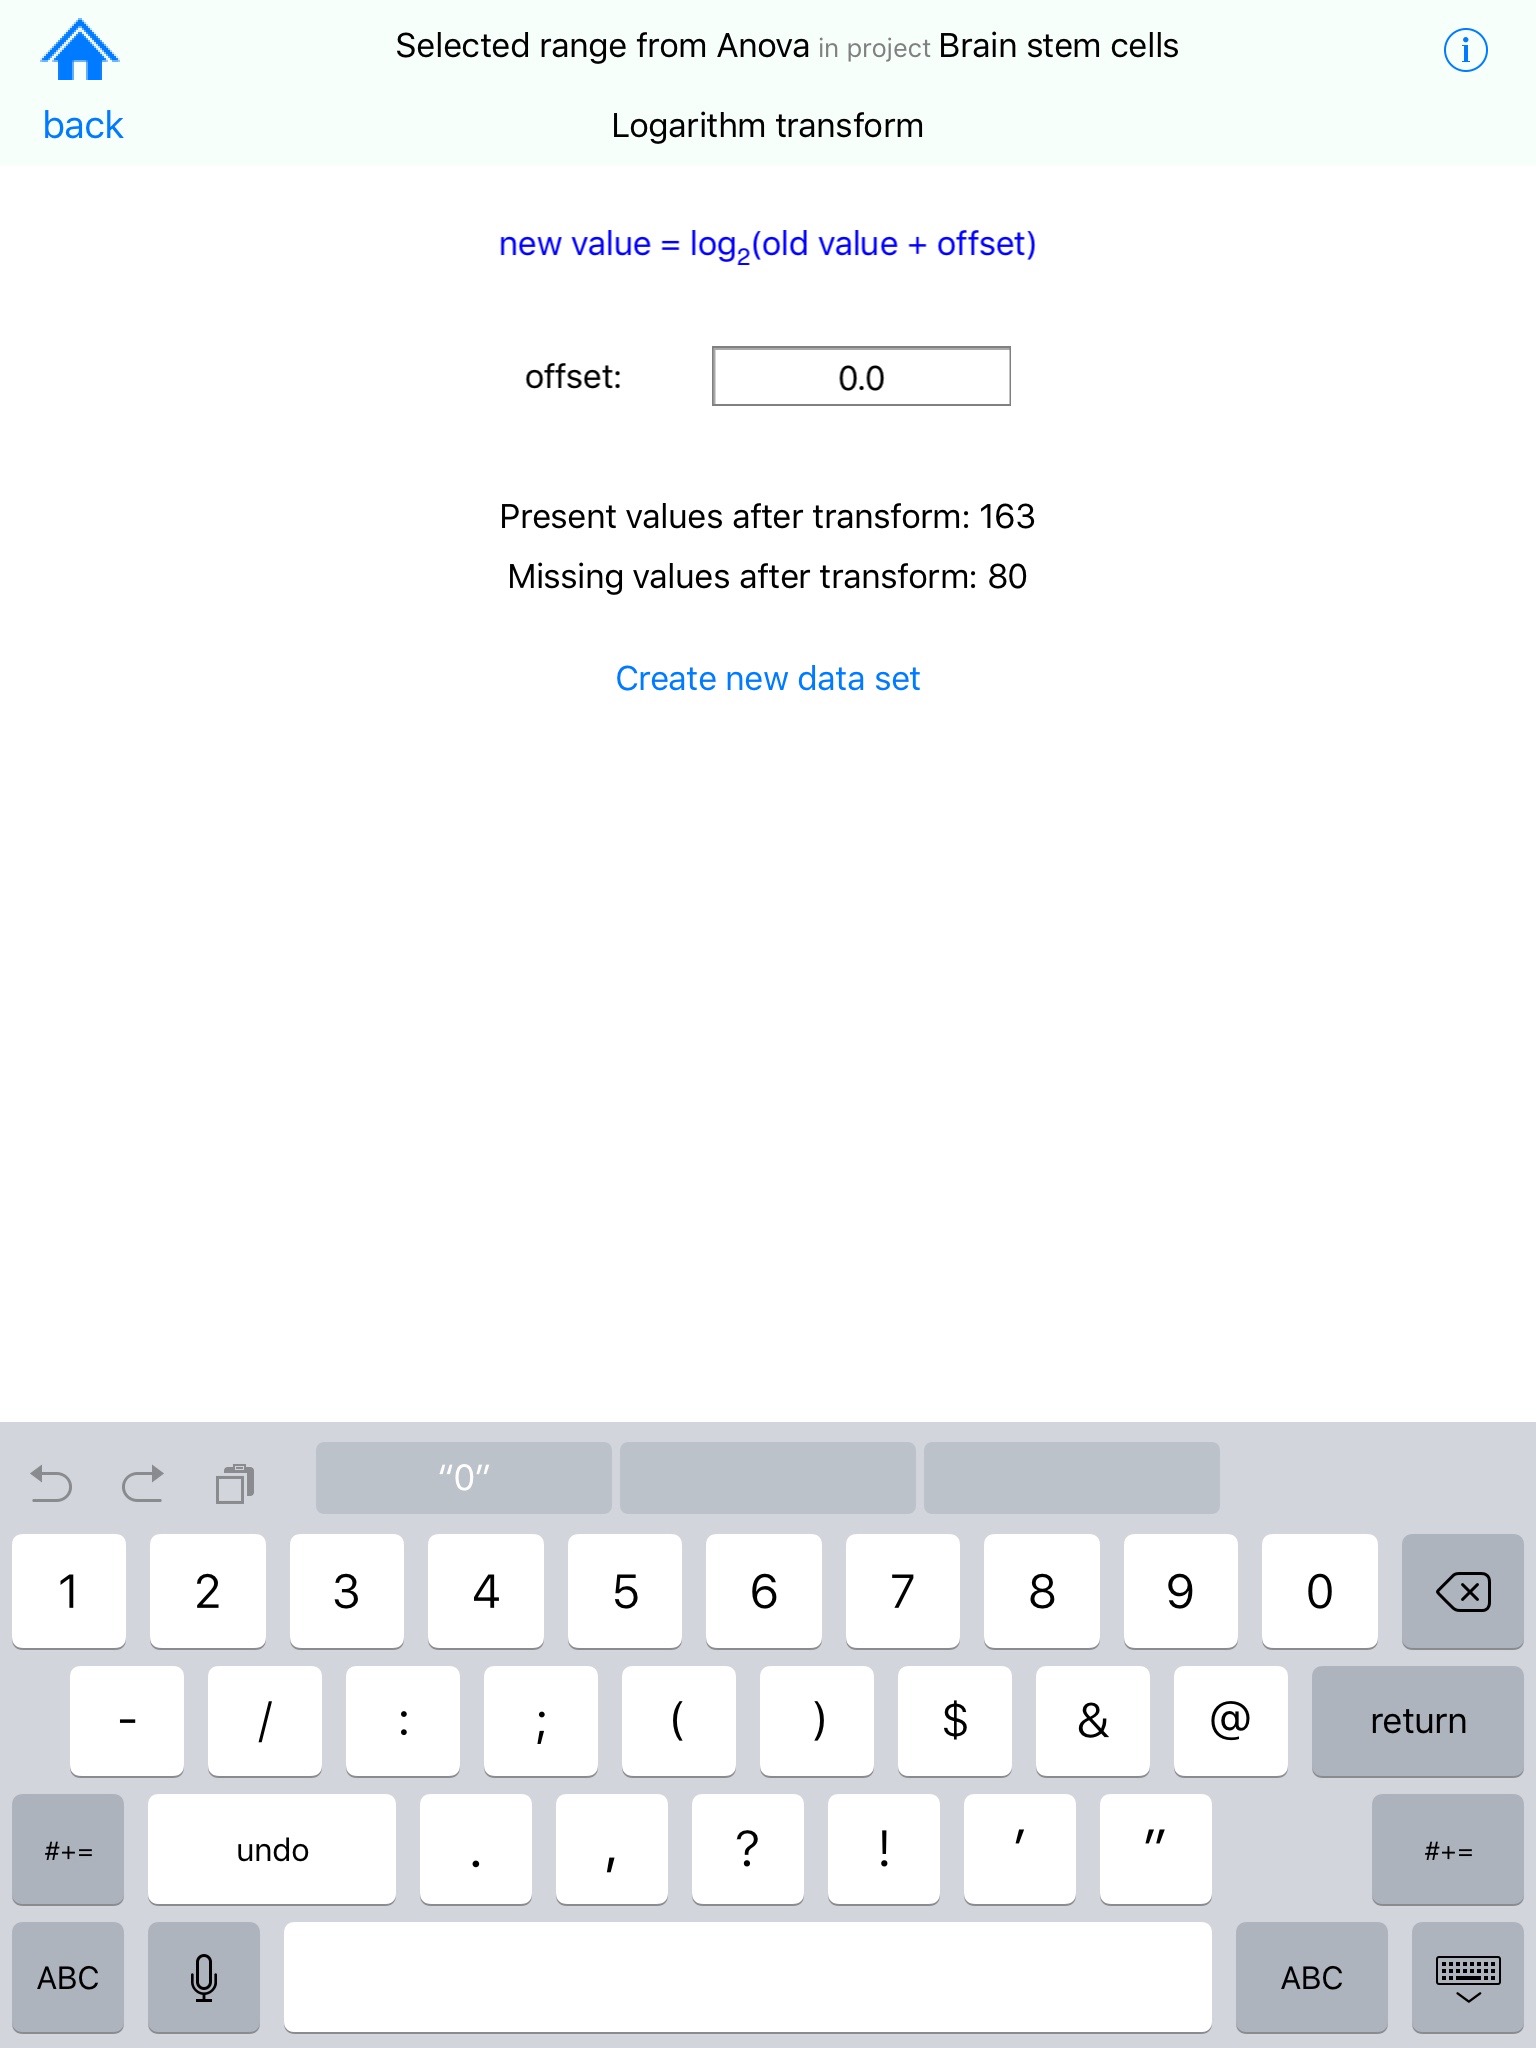 Selected range from Anova in project Brain stem cells
back
Logarithm transform
new value = log₂(old value + offset)
offset: 0.0
Present values after transform: 163
Missing values after transform: 80
Create new data set
“0”
1 2 3 4 5 6 7 8 9 0
- / : ; ( ) $ & @ return
#+= undo . , ? ! ' " #+=
ABC ABC